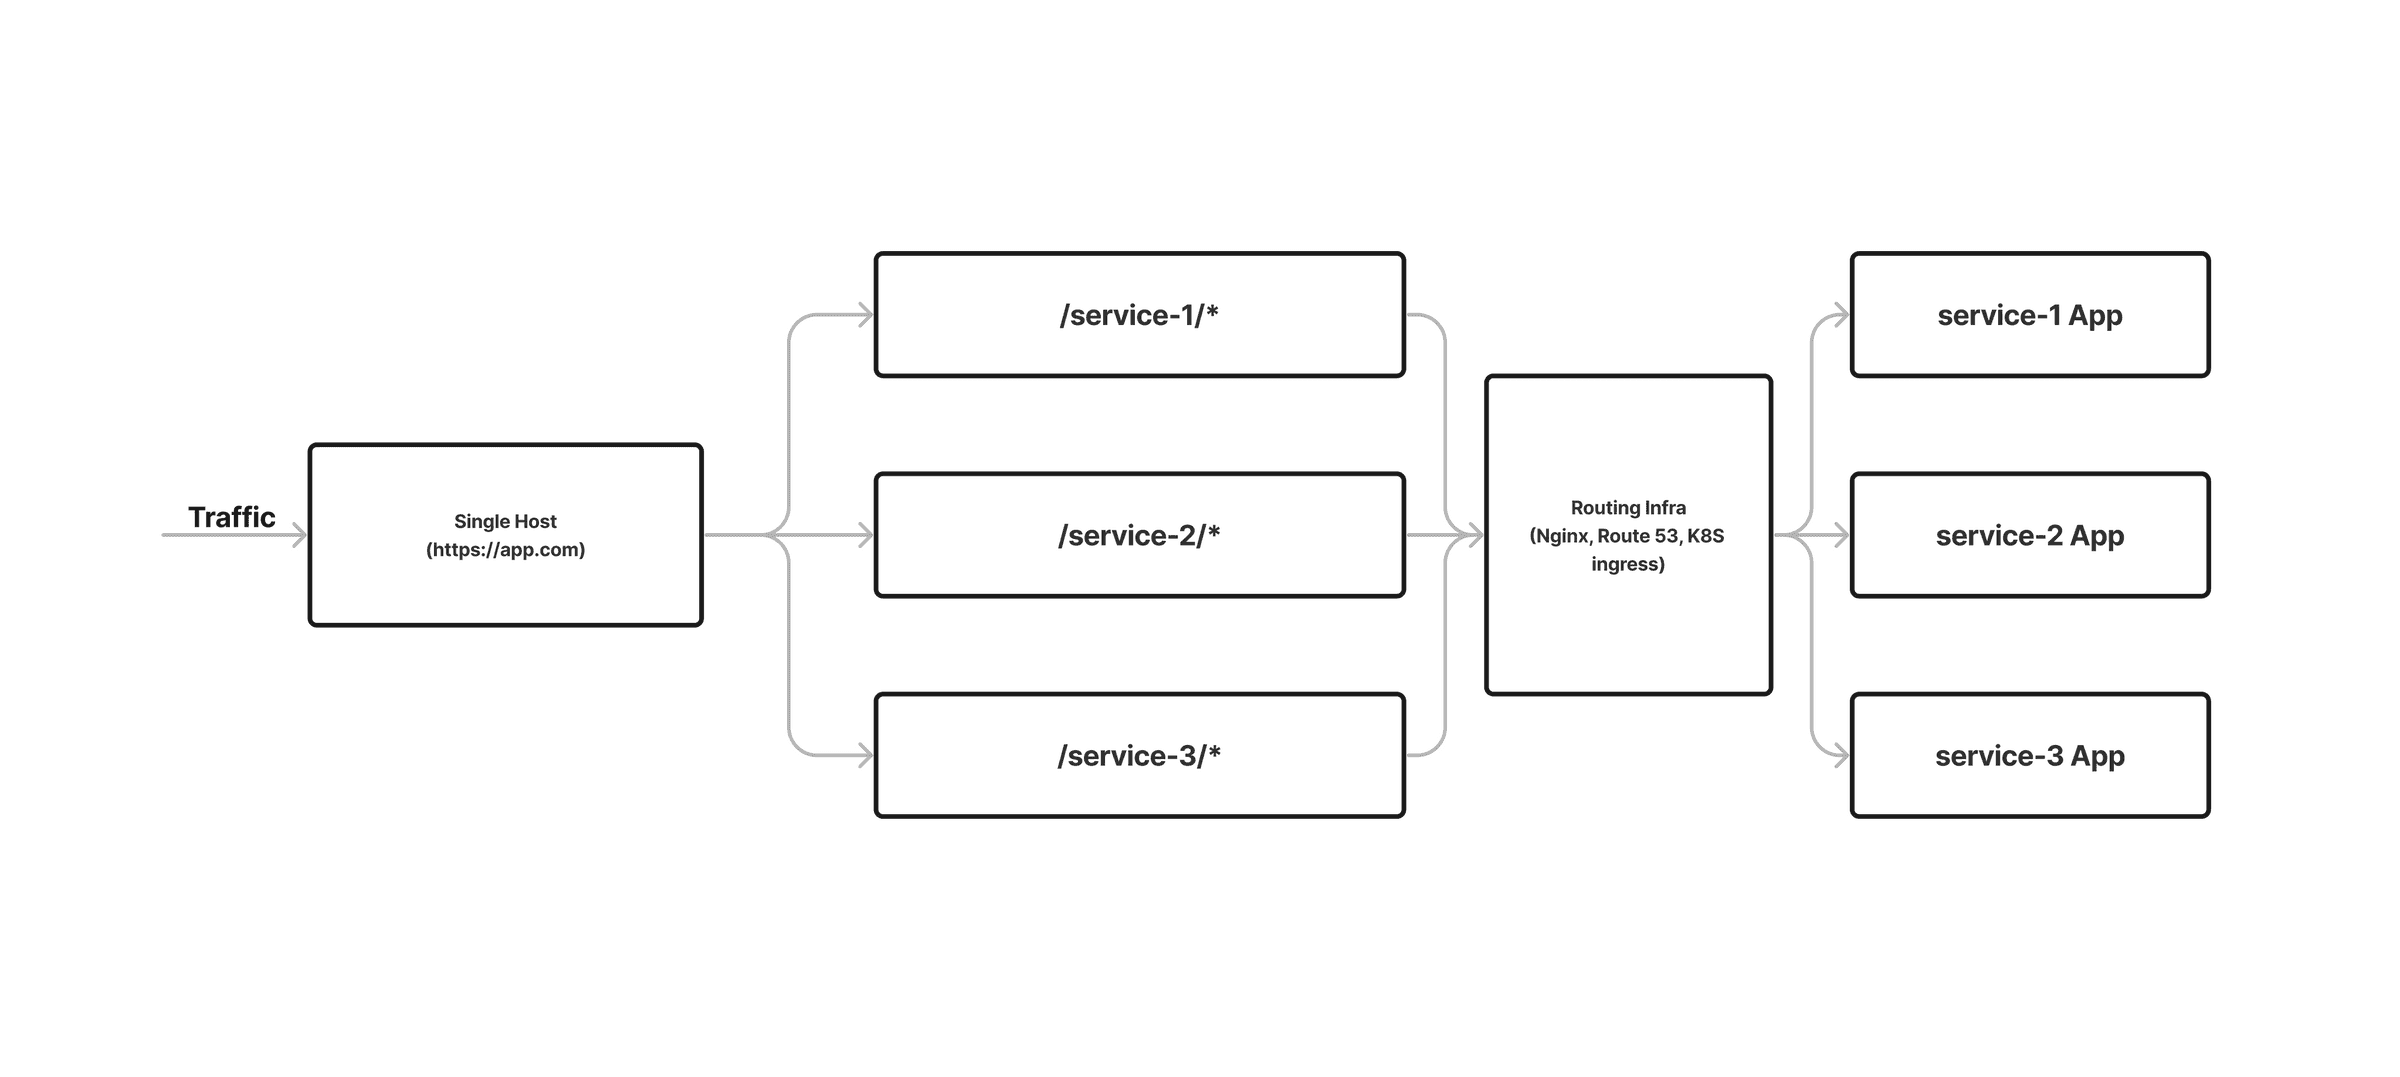 Traffic
Single Host
(https://app.com)
/service-1/*
/service-2/*
/service-3/*
Routing Infra
(Nginx, Route 53, K8S
ingress)
service-1 App
service-2 App
service-3 App